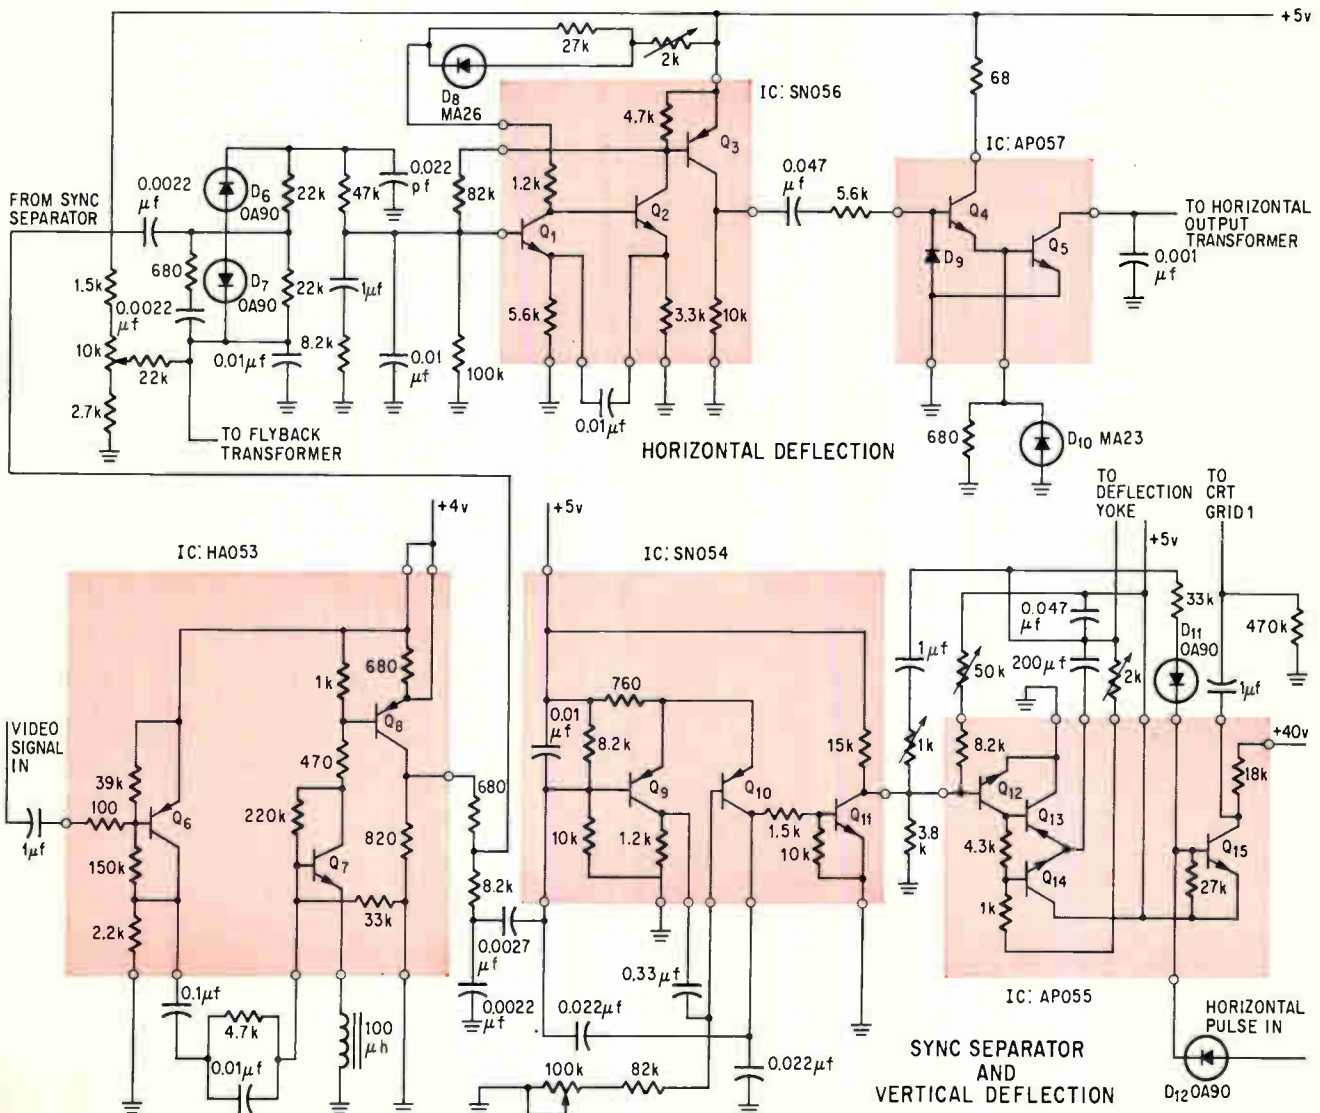 +5v
27k
2k
D8
MA26
IC: SN056
4.7k
Q3
68
IC: AP057
FROM SYNC
SEPARATOR
0.0022
µf
D6
OA90
22k
47k
0.022
pf
82k
1.2k
Q2
Q1
0.047
µf
5.6k
Q4
Q5
D9
TO HORIZONTAL
OUTPUT
TRANSFORMER
0.001
µf
1.5k
680
0.0022
µf
D7
OA90
22k
1µf
5.6k
3.3k
10k
10k
22k
0.01µf
8.2k
0.01
µf
100k
2.7k
0.01µf
TO FLYBACK
TRANSFORMER
HORIZONTAL DEFLECTION
680
D10 MA23
+4v
+5v
TO
DEFLECTION
YOKE
TO
CRT
GRID 1
+5v
IC: HA053
IC: SN054
680
1k
Q8
760
0.01
µf
8.2k
15k
1µf
50k
0.047
µf
200µf
2k
33k
D11
OA90
470k
1µf
+40v
VIDEO
SIGNAL
IN
1µf
39k
100
Q6
470
220k
820
680
Q9
Q10
1k
8.2k
Q12
Q13
18k
150k
Q7
10k
1.2k
1.5k
10k
Q11
3.8
k
4.3k
Q14
Q15
27k
2.2k
33k
8.2k
0.0027
µf
1k
0.1µf
4.7k
0.01µf
100
µh
0.0022
µf
0.33µf
0.022µf
0.022µf
100k
82k
IC: AP055
SYNC SEPARATOR
AND
VERTICAL DEFLECTION
HORIZONTAL
PULSE IN
D12 OA90